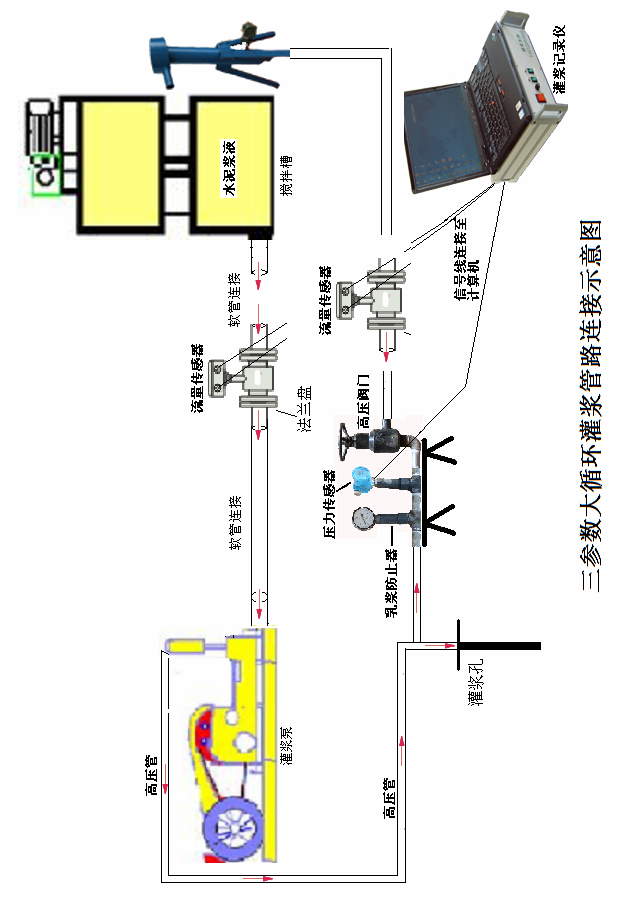 三参数大循环灌浆管路连接示意图
水泥浆液
搅拌槽
软管连接
流量传感器
法兰盘
软管连接
灌浆泵
高压管
高压管
灌浆孔
乳浆防止器
压力传感器
高压阀门
流量传感器
信号线连接至
计算机
灌浆记录仪